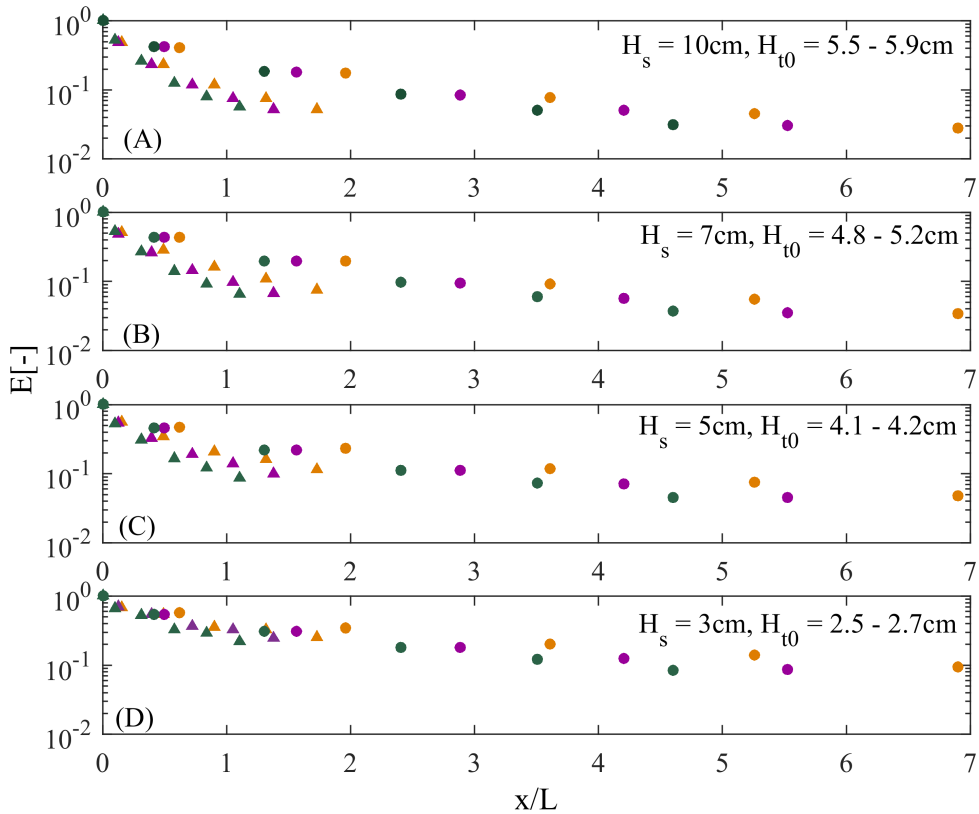 10^0
10^-1
10^-2
H_s = 10cm, H_t0 = 5.5 - 5.9cm
(A)
0 1 2 3 4 5 6 7
10^0
10^-1
10^-2
H_s = 7cm, H_t0 = 4.8 - 5.2cm
(B)
0 1 2 3 4 5 6 7
E[-]
10^0
10^-1
10^-2
H_s = 5cm, H_t0 = 4.1 - 4.2cm
(C)
0 1 2 3 4 5 6 7
10^0
10^-1
10^-2
H_s = 3cm, H_t0 = 2.5 - 2.7cm
(D)
0 1 2 3 4 5 6 7
x/L